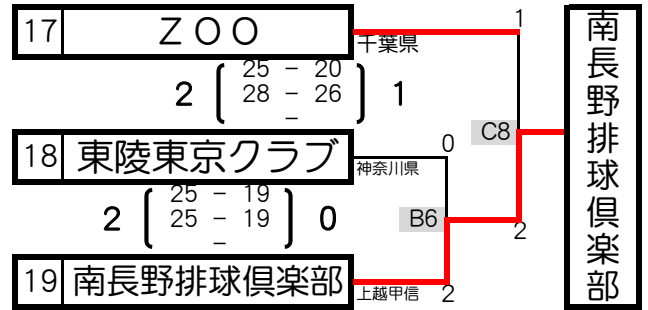 17 ＺＯＯ 千葉県 1
2 25 − 20 1
28 − 26
−
C8
18 東陵東京クラブ 神奈川県 0
2 25 − 19 0
25 − 19
−
B6
2
19 南長野排球倶楽部 上越甲信 2
南長野排球倶楽部